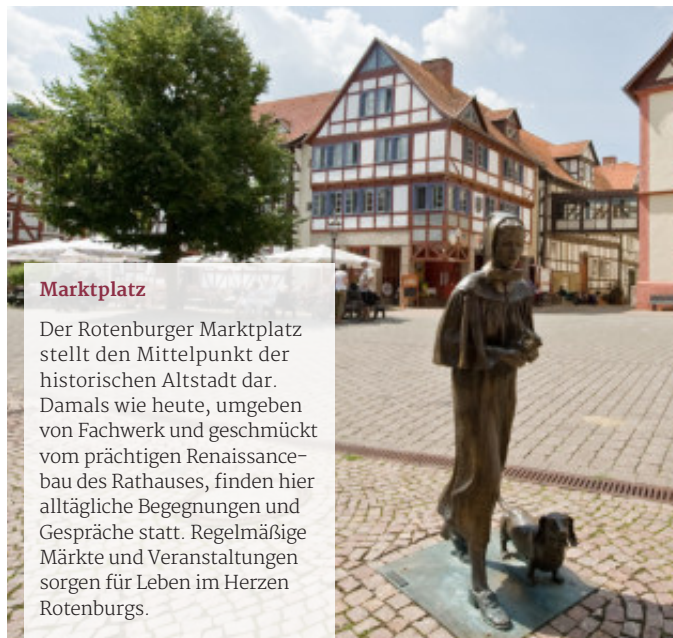 Marktplatz
Der Rotenburger Marktplatz
stellt den Mittelpunkt der
historischen Altstadt dar.
Damals wie heute, umgeben
von Fachwerk und geschmückt
vom prächtigen Renaissance-
bau des Rathauses, finden hier
alltägliche Begegnungen und
Gespräche statt. Regelmäßige
Märkte und Veranstaltungen
sorgen für Leben im Herzen
Rotenburgs.